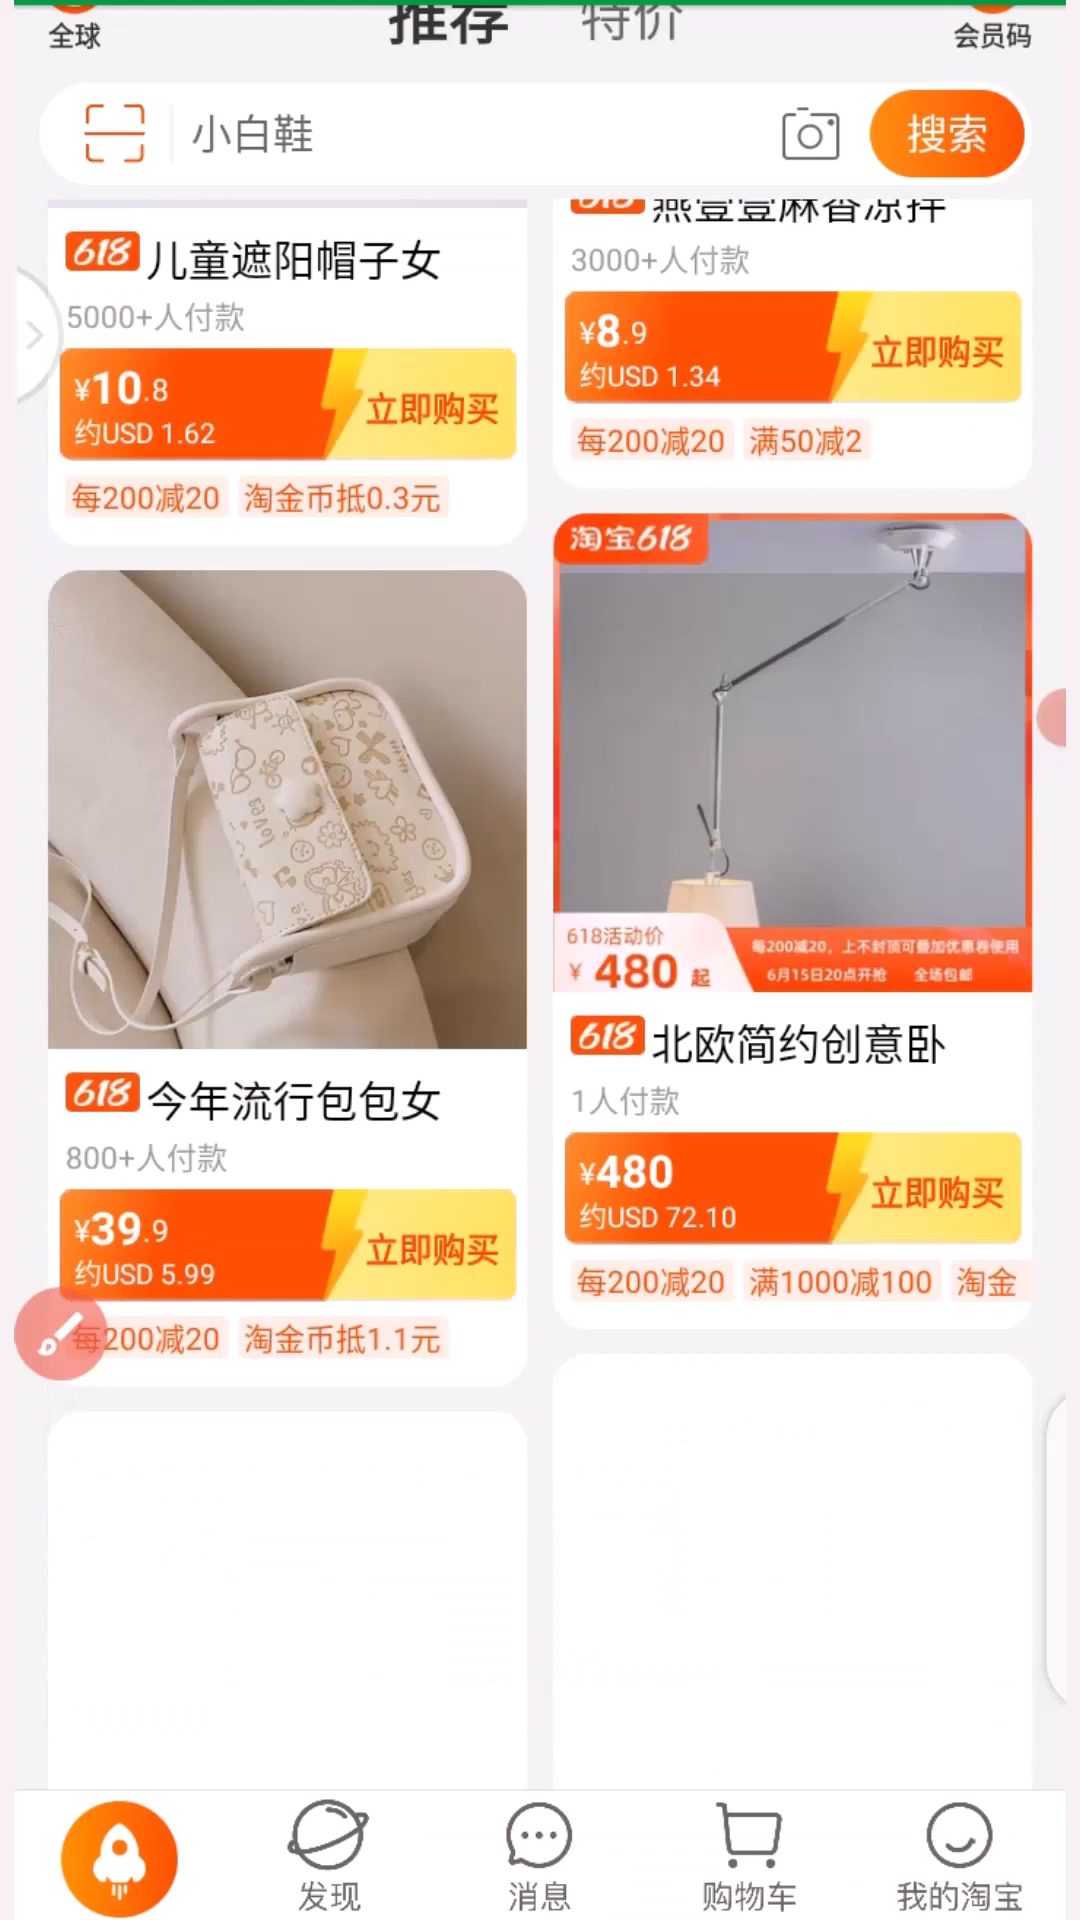 推荐
特价
全球
会员码
小白鞋
搜索
618 儿童遮阳帽子女
5000+人付款
¥10.8
约USD 1.62
立即购买
每200减20 淘金币抵0.3元
618 燕壹壹麻香凉拌
3000+人付款
¥8.9
约USD 1.34
立即购买
每200减20 满50减2
loves
618 今年流行包包女
800+人付款
¥39.9
约USD 5.99
立即购买
每200减20 淘金币抵1.1元
淘宝618
618活动价
¥ 480 起
每200减20，上不封顶可叠加优惠卷使用
6月15日20点开抢 全场包邮
618 北欧简约创意卧
1人付款
¥480
约USD 72.10
立即购买
每200减20 满1000减100 淘金
发现
消息
购物车
我的淘宝